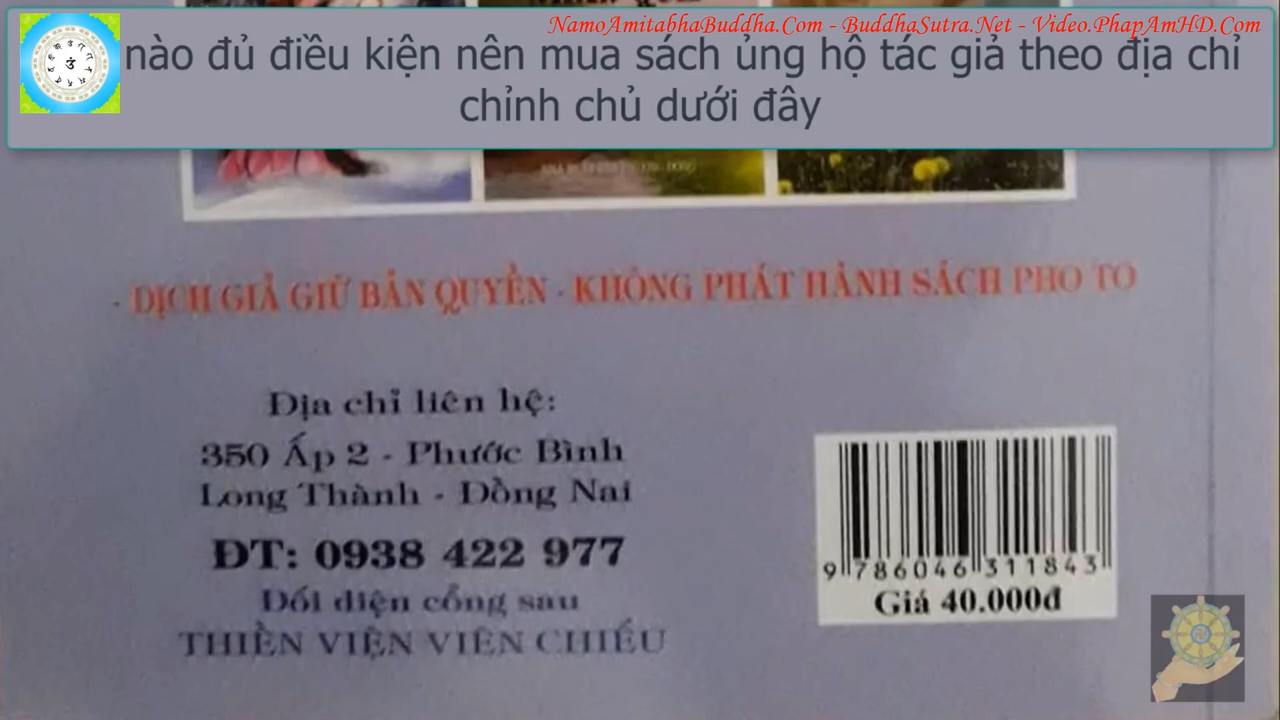 NamoAmitabhaBuddha.Com - BuddhaSutra.Net - Video.PhapAmHD.Com
nào đủ điều kiện nên mua sách ủng hộ tác giả theo địa chỉ
chỉnh chủ dưới đây
- DỊCH GIẢ GIỮ BẢN QUYỀN - KHÔNG PHÁT HÀNH SÁCH PHO TO
Địa chỉ liên hệ:
350 Ấp 2 - Phước Bình
Long Thành - Đồng Nai
ĐT: 0938 422 977
Đối diện cổng sau
THIỀN VIỆN VIÊN CHIẾU
9 786046 311843
Giá 40.000đ